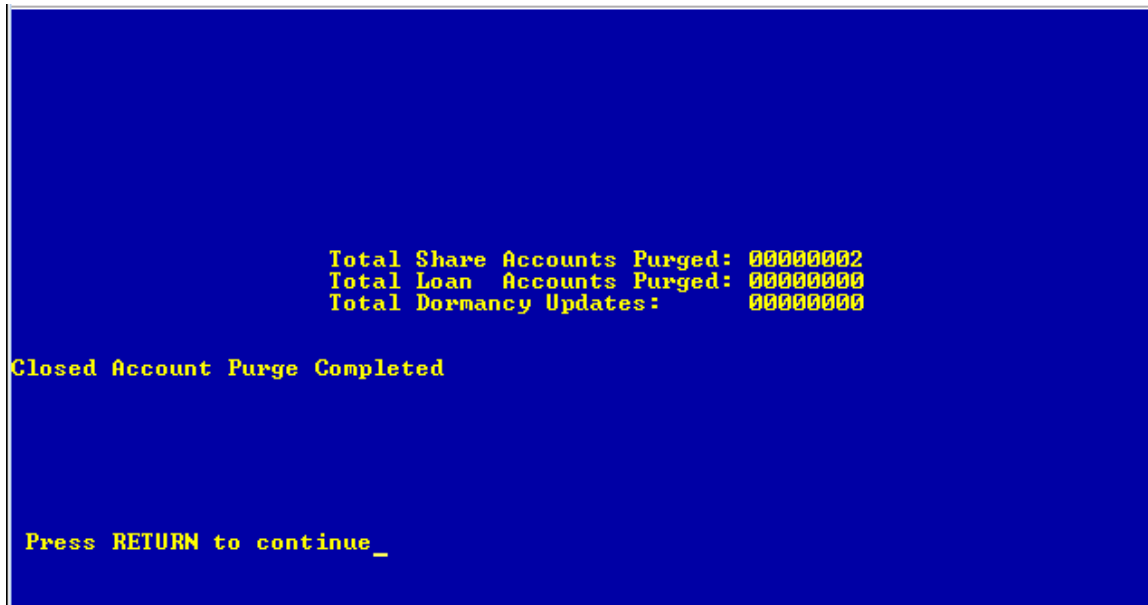 Total Share Accounts Purged: 00000002
Total Loan  Accounts Purged: 00000000
Total Dormancy Updates:      00000000
Closed Account Purge Completed
Press RETURN to continue_